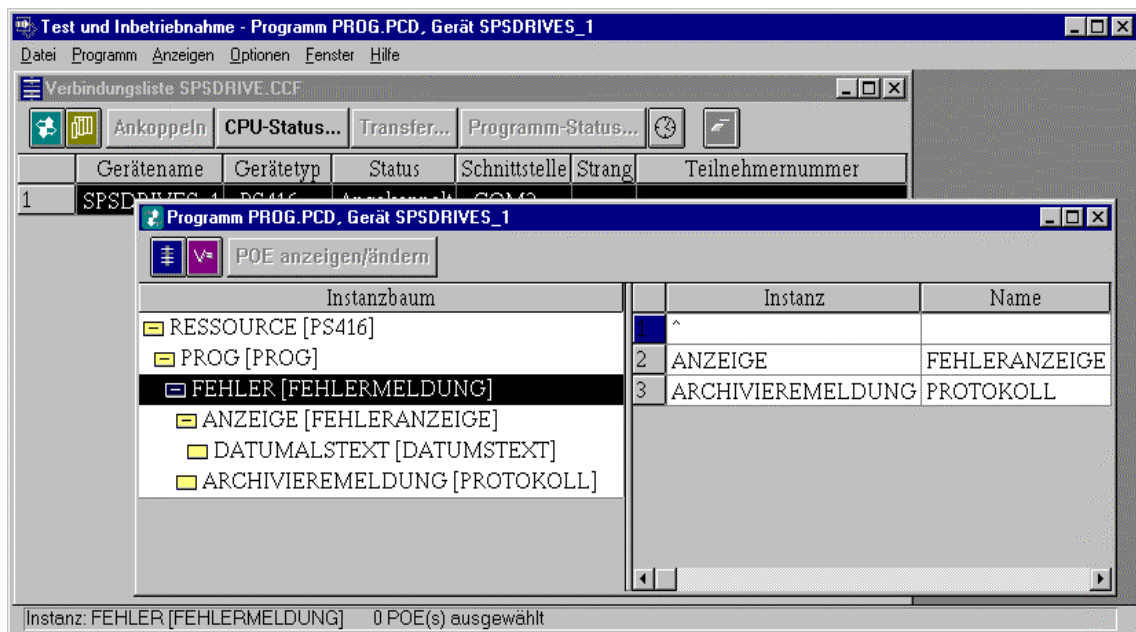 Test und Inbetriebnahme - Programm PROG.PCD, Gerät SPSDRIVES_1
Datei Programm Anzeigen Optionen Fenster Hilfe
Verbindungsliste SPSDRIVE.CCF
Ankoppeln CPU-Status... Transfer... Programm-Status...
Gerätename Gerätetyp Status Schnittstelle Strang Teilnehmernummer
1
Programm PROG.PCD, Gerät SPSDRIVES_1
V= POE anzeigen/ändern
Instanzbaum Instanz Name
RESSOURCE [PS416] 1 ^
PROG [PROG] 2 ANZEIGE FEHLERANZEIGE
FEHLER [FEHLERMELDUNG] 3 ARCHIVIEREMELDUNG PROTOKOLL
ANZEIGE [FEHLERANZEIGE]
DATUMALSTEXT [DATUMSTEXT]
ARCHIVIEREMELDUNG [PROTOKOLL]
Instanz: FEHLER [FEHLERMELDUNG] 0 POE(s) ausgewählt